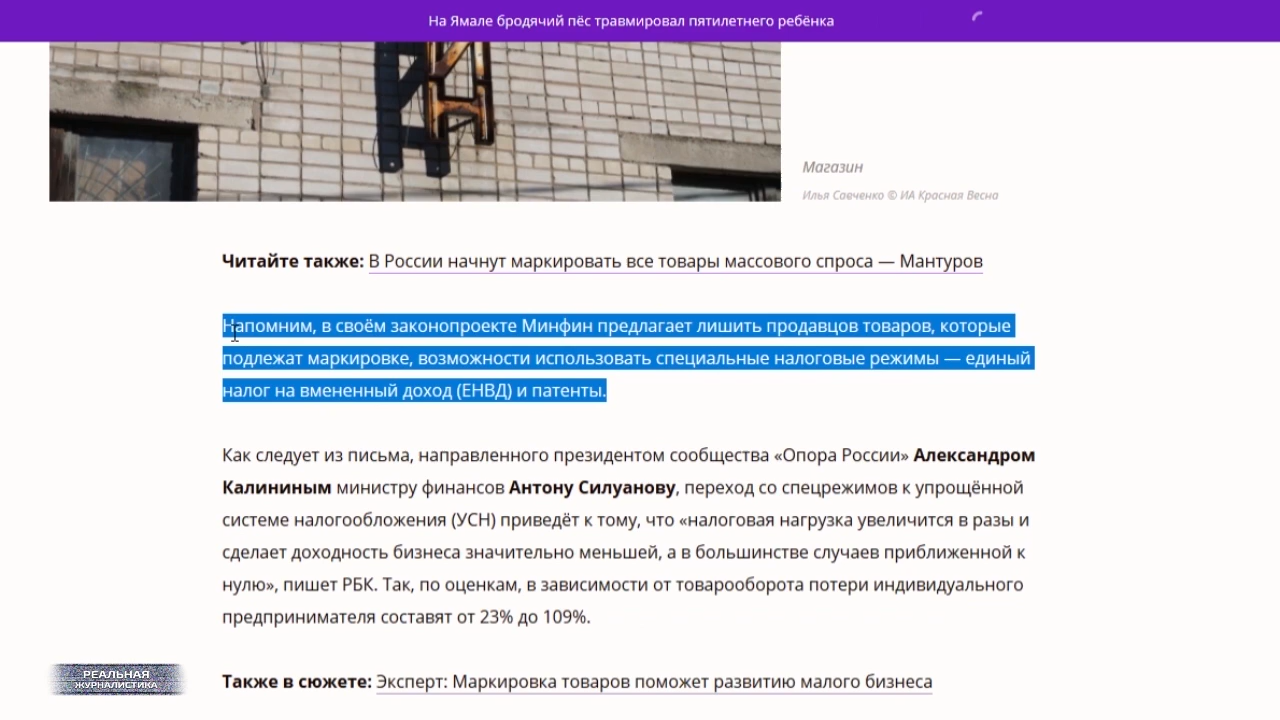 На Ямале бродячий пёс травмировал пятилетнего ребёнка
Магазин
Илья Савченко © ИА Красная Весна
Читайте также: В России начнут маркировать все товары массового спроса — Мантуров
Напомним, в своём законопроекте Минфин предлагает лишить продавцов товаров, которые
подлежат маркировке, возможности использовать специальные налоговые режимы — единый
налог на вмененный доход (ЕНВД) и патенты.
Как следует из письма, направленного президентом сообщества «Опора России» Александром
Калининым министру финансов Антону Силуанову, переход со спецрежимов к упрощённой
системе налогообложения (УСН) приведёт к тому, что «налоговая нагрузка увеличится в разы и
сделает доходность бизнеса значительно меньшей, а в большинстве случаев приближенной к
нулю», пишет РБК. Так, по оценкам, в зависимости от товарооборота потери индивидуального
предпринимателя составят от 23% до 109%.
Также в сюжете: Эксперт: Маркировка товаров поможет развитию малого бизнеса
РЕАЛЬНАЯ
ЖУРНАЛИСТИКА